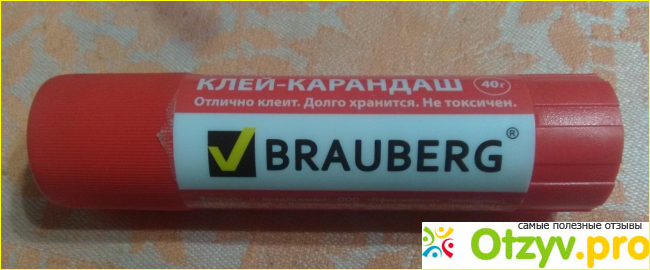 КЛЕЙ-КАРАНДАШ 40г
Отлично клеит. Долго хранится. Не токсичен.
BRAUBERG®
самые полезные отзывы
Otzyv.pro